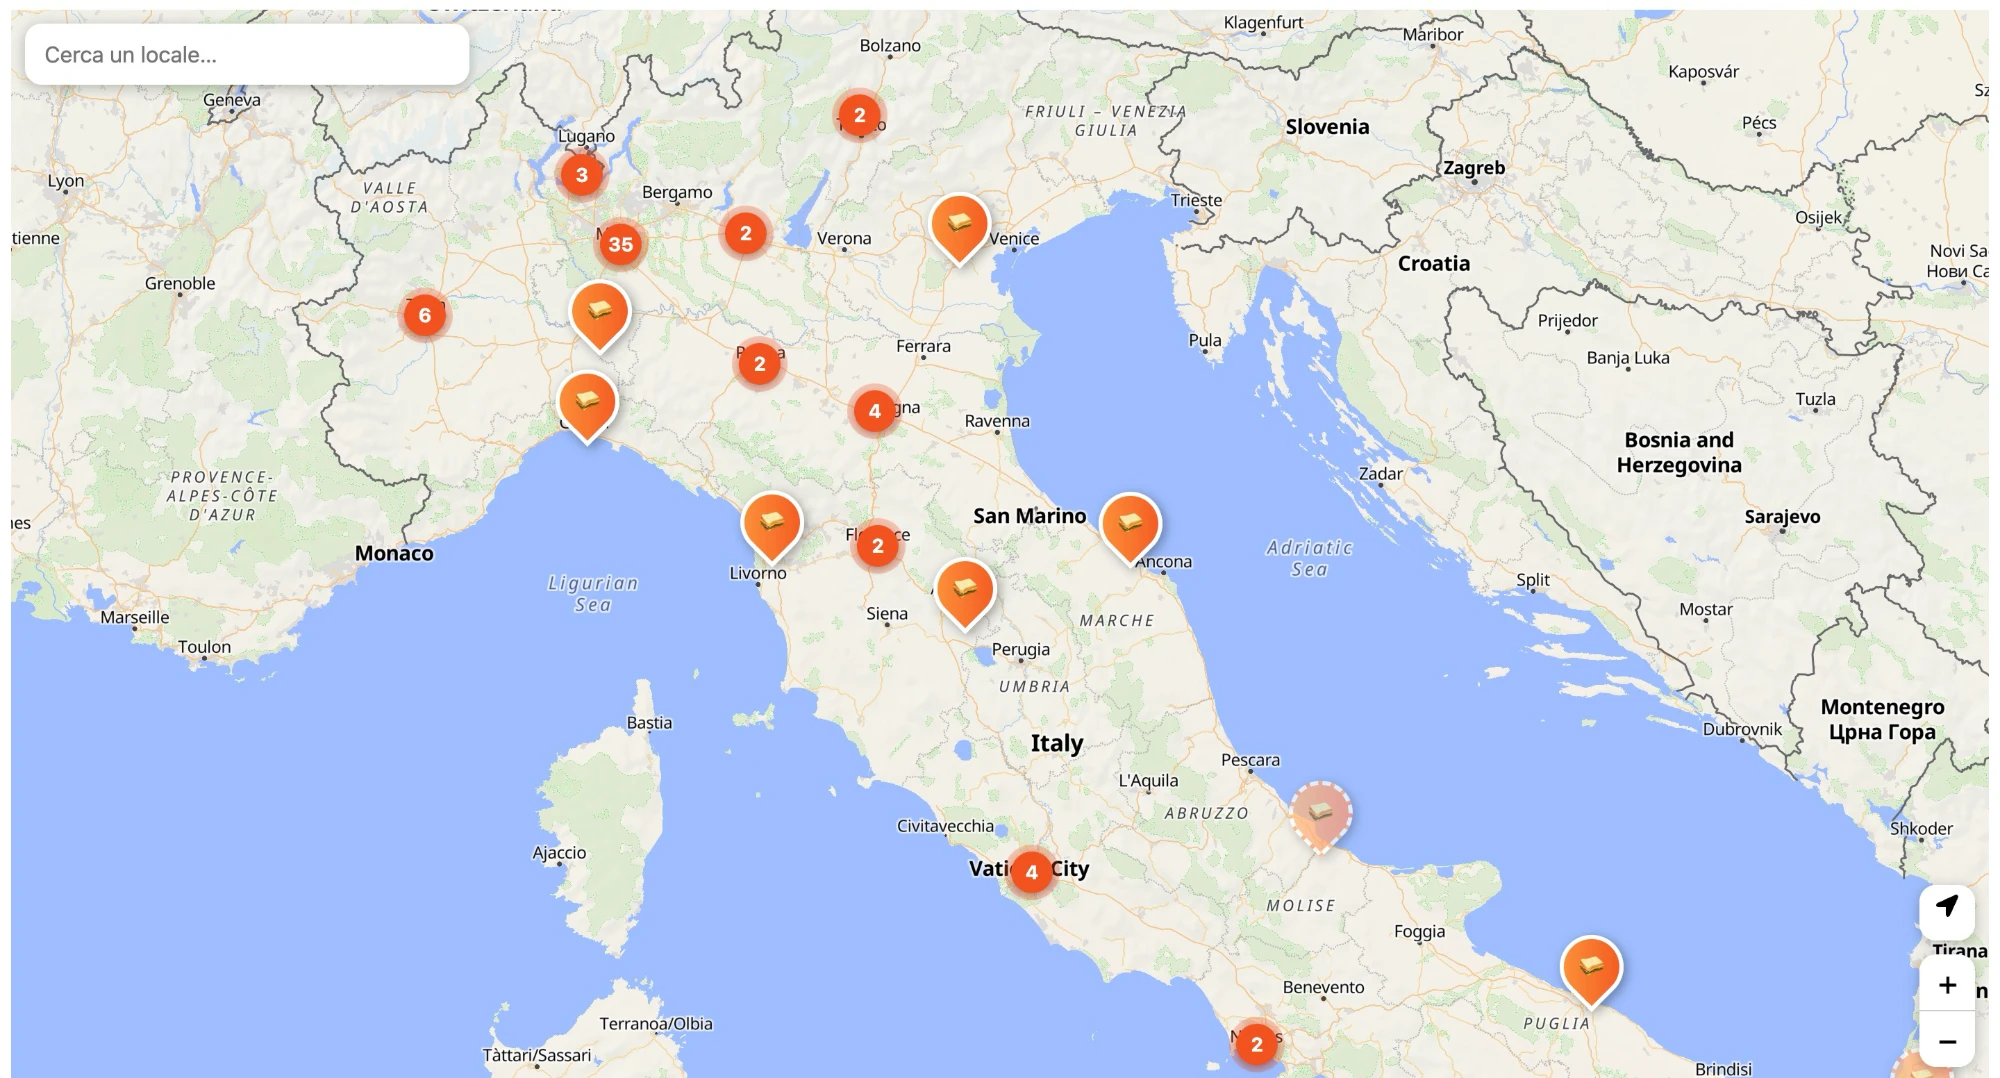 Cerca un locale...
Klagenfurt
Maribor
Bolzano
Kaposvár
Geneva
2
FRIULI – VENEZIA
GIULIA
Slovenia
Pécs
Lugano
Lyon
VALLE
D'AOSTA
3
Bergamo
Zagreb
Trieste
Osijek
35
2
Verona
Venice
Croatia
Grenoble
6
Prijedor
Pula
Ferrara
Banja Luka
2
Tuzla
4
Ravenna
Bosnia and
Herzegovina
Zadar
PROVENCE-
ALPES-CÔTE
D'AZUR
San Marino
Sarajevo
Monaco
2
Ancona
Adriatic
Sea
Livorno
Ligurian
Sea
Split
Marseille
Siena
MARCHE
Mostar
Toulon
Perugia
UMBRIA
Montenegro
Црна Гора
Bastia
Dubrovnik
Italy
Pescara
L'Aquila
ABRUZZO
Civitavecchia
Shkoder
Ajaccio
4
City
MOLISE
Foggia
Tirana
+
Benevento
Terranoa/Olbia
PUGLIA
2
−
Tàttari/Sassari
Brindisi